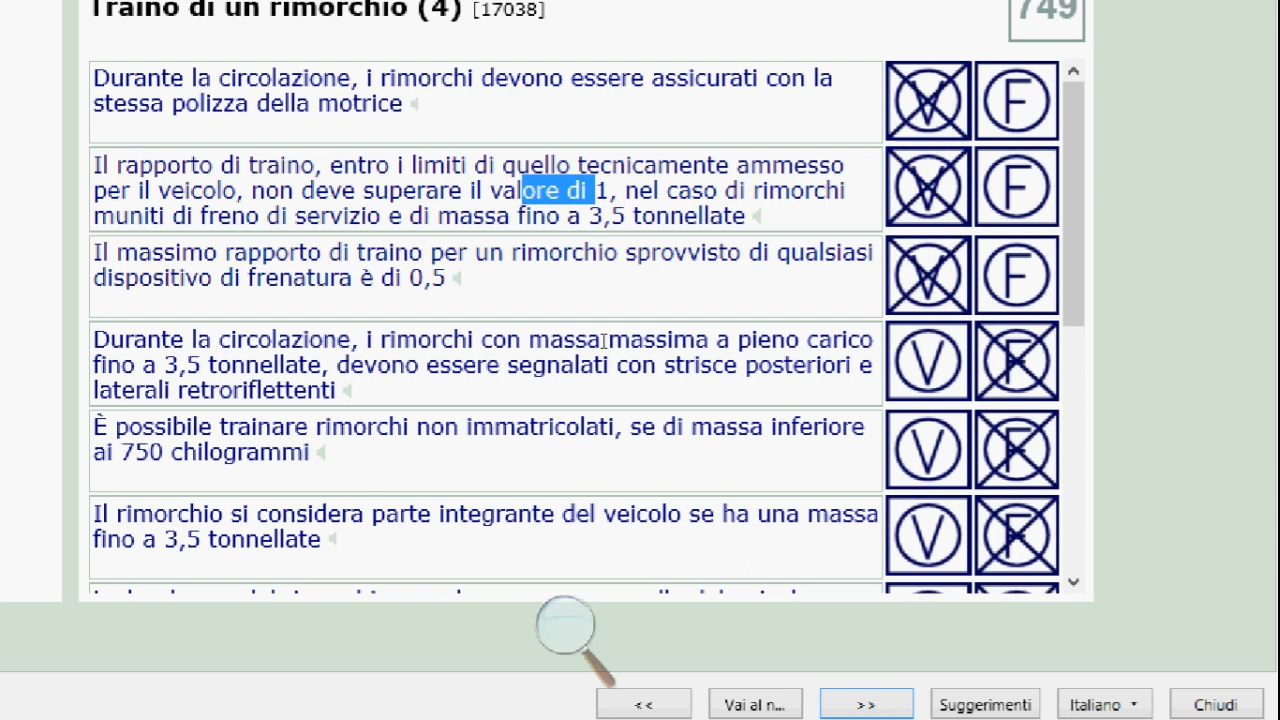 Traino di un rimorchio (4) [17038]
749
Durante la circolazione, i rimorchi devono essere assicurati con la
stessa polizza della motrice
V F
Il rapporto di traino, entro i limiti di quello tecnicamente ammesso
per il veicolo, non deve superare il valore di 1, nel caso di rimorchi
muniti di freno di servizio e di massa fino a 3,5 tonnellate
V F
Il massimo rapporto di traino per un rimorchio sprovvisto di qualsiasi
dispositivo di frenatura è di 0,5
V F
Durante la circolazione, i rimorchi con massa massima a pieno carico
fino a 3,5 tonnellate, devono essere segnalati con strisce posteriori e
laterali retroriflettenti
V F
È possibile trainare rimorchi non immatricolati, se di massa inferiore
ai 750 chilogrammi
V F
Il rimorchio si considera parte integrante del veicolo se ha una massa
fino a 3,5 tonnellate
V F
<< Vai al n... >> Suggerimenti Italiano Chiudi